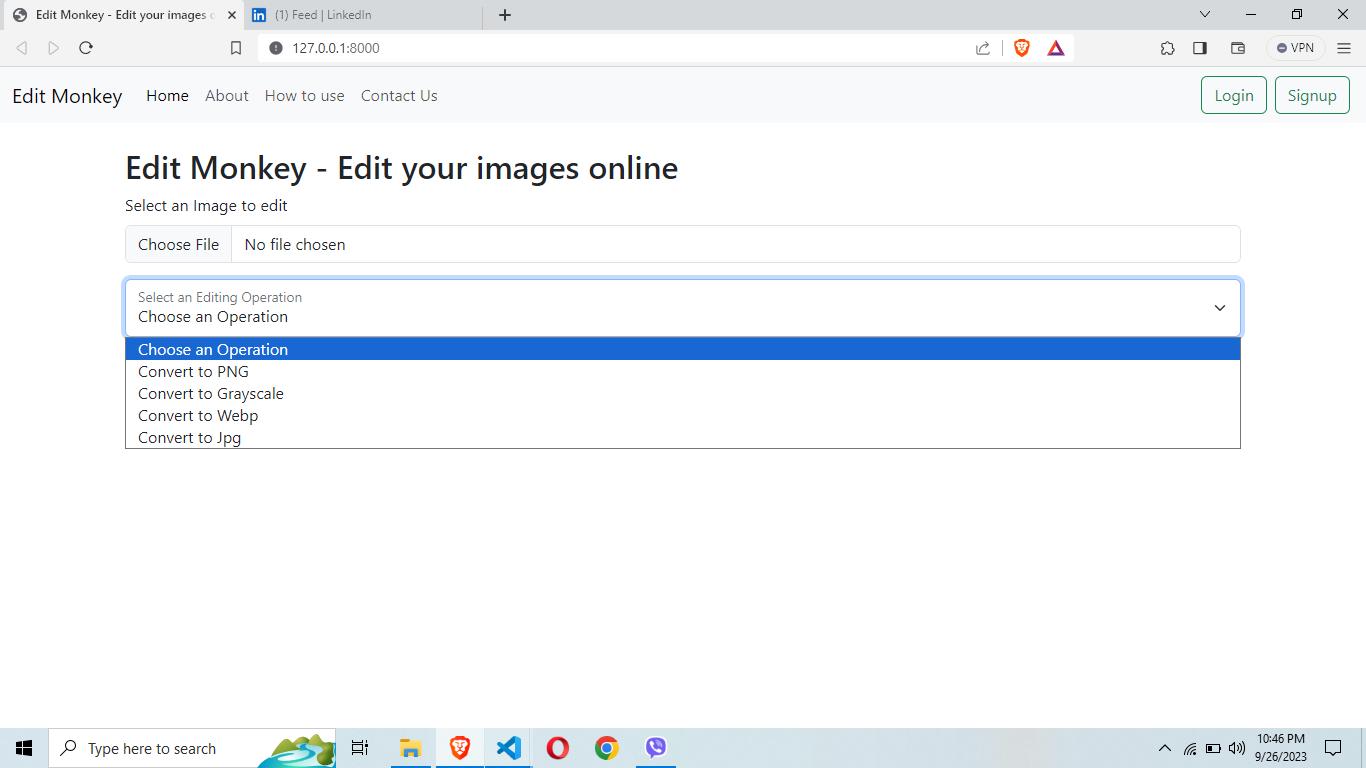 Edit Monkey - Edit your images o
(1) Feed | LinkedIn
127.0.0.1:8000
VPN
Edit Monkey Home About How to use Contact Us Login Signup
Edit Monkey - Edit your images online
Select an Image to edit
Choose File No file chosen
Select an Editing Operation
Choose an Operation
Choose an Operation
Convert to PNG
Convert to Grayscale
Convert to Webp
Convert to Jpg
Type here to search
10:46 PM
9/26/2023